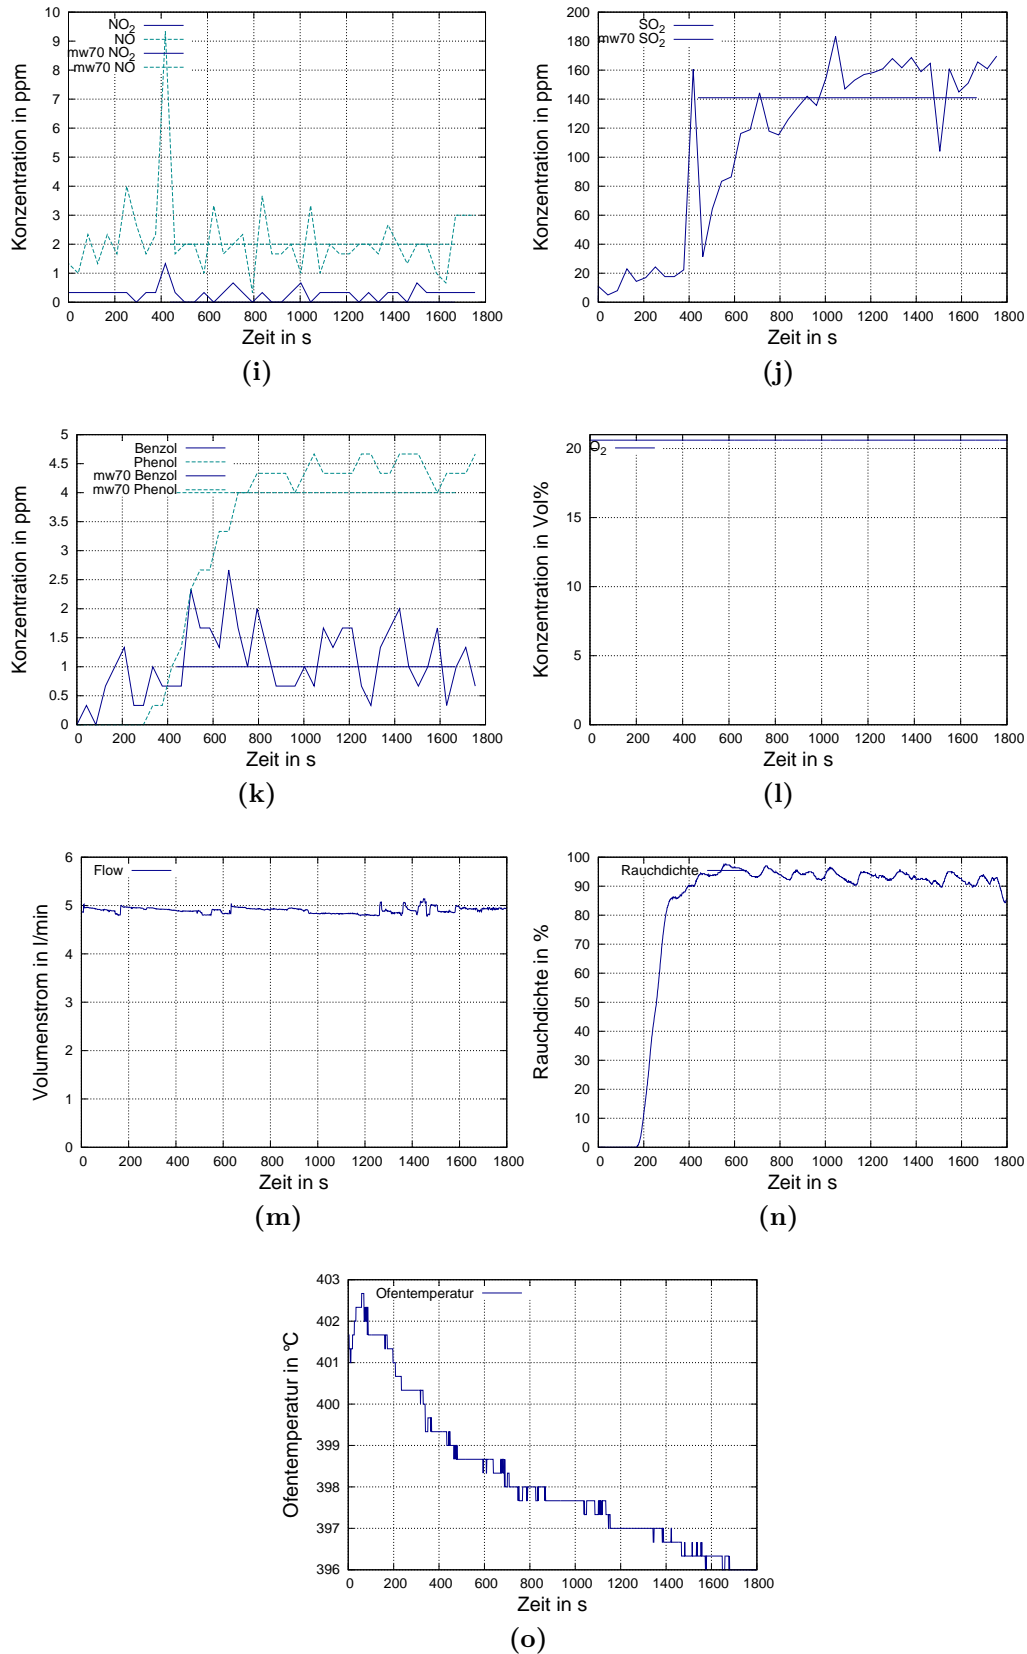 10
9
8
7
6
5
4
3
2
1
0
Konzentration in ppm
NO2
NO
mw70 NO2
mw70 NO
0 200 400 600 800 1000 1200 1400 1600 1800
Zeit in s
(i)
200
180
160
140
120
100
80
60
40
20
0
Konzentration in ppm
SO2
mw70 SO2
0 200 400 600 800 1000 1200 1400 1600 1800
Zeit in s
(j)
5
4.5
4
3.5
3
2.5
2
1.5
1
0.5
0
Konzentration in ppm
Benzol
Phenol
mw70 Benzol
mw70 Phenol
0 200 400 600 800 1000 1200 1400 1600 1800
Zeit in s
(k)
20
15
10
5
0
Konzentration in Vol%
O2
0 200 400 600 800 1000 1200 1400 1600 1800
Zeit in s
(l)
6
5
4
3
2
1
0
Volumenstrom in l/min
Flow
0 200 400 600 800 1000 1200 1400 1600 1800
Zeit in s
(m)
100
90
80
70
60
50
40
30
20
10
0
Rauchdichte in %
Rauchdichte
0 200 400 600 800 1000 1200 1400 1600 1800
Zeit in s
(n)
403
402
401
400
399
398
397
396
Ofentemperatur in °C
Ofentemperatur
0 200 400 600 800 1000 1200 1400 1600 1800
Zeit in s
(o)